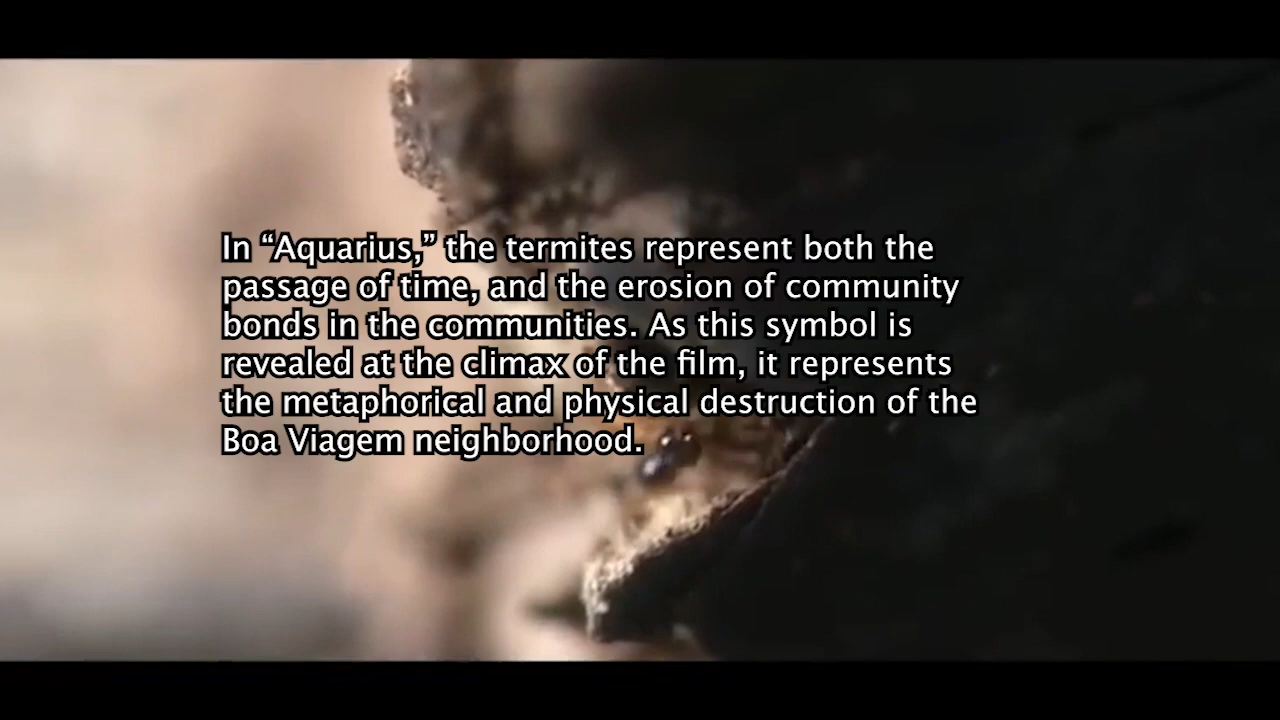 In “Aquarius,” the termites represent both the
passage of time, and the erosion of community
bonds in the communities. As this symbol is
revealed at the climax of the film, it represents
the metaphorical and physical destruction of the
Boa Viagem neighborhood.